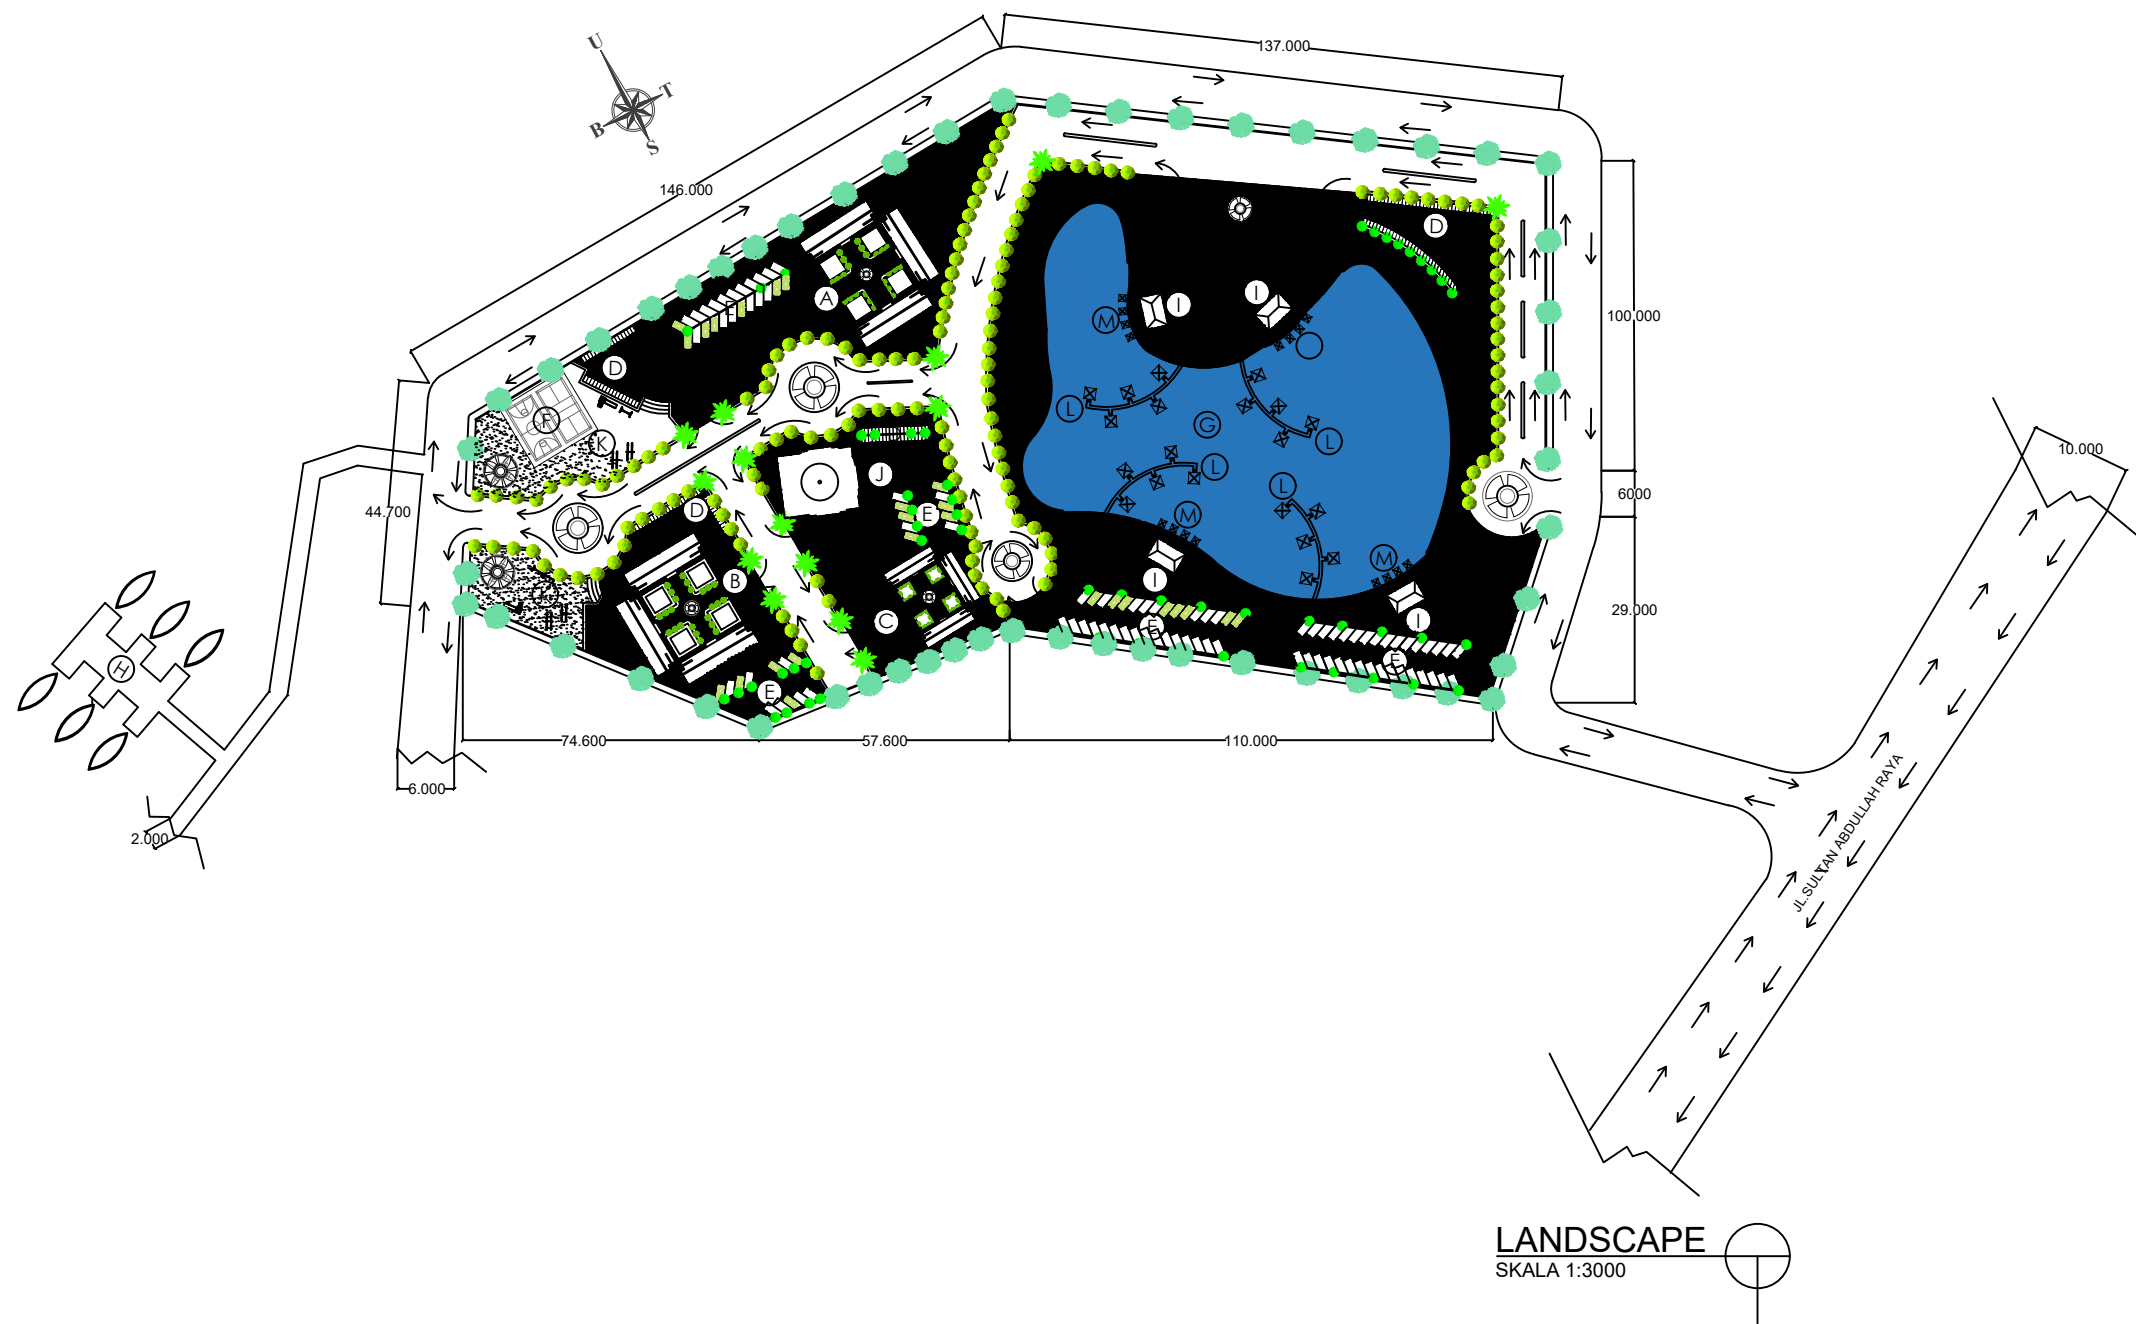 U
T
B
S
137.000
146.000
A
D
D
E
I
I
M
100.000
D
F
K
L
G
L
10.000
J
L
L
6000
44.700
D
E
M
M
B
I
29.000
C
I
E
E
H
E
74.600
57.600
110.000
6.000
2.000
JL.SULTAN ABDULLAH RAYA
LANDSCAPE
SKALA 1:3000